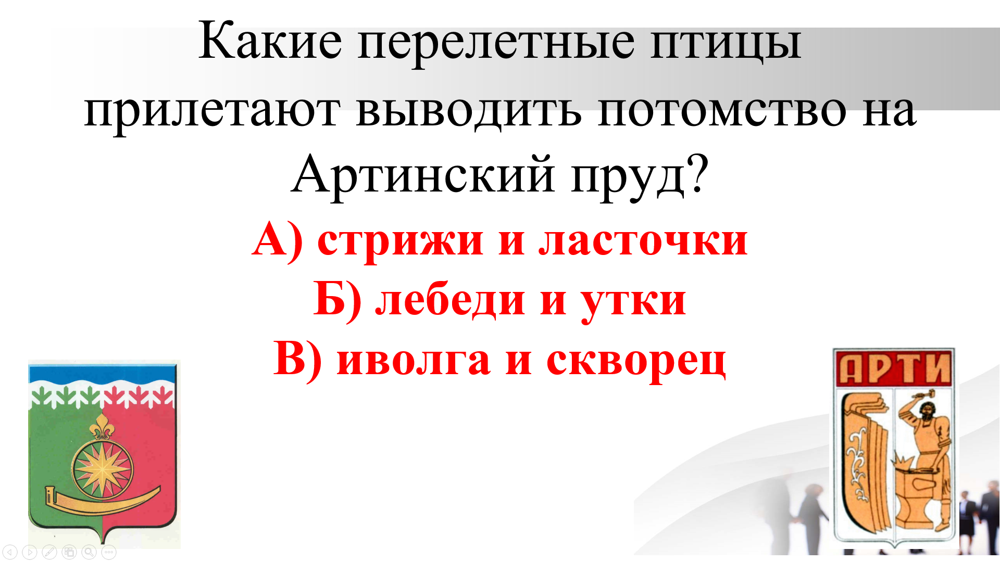 Какие перелетные птицы
прилетают выводить потомство на
Артинский пруд?
А) стрижи и ласточки
Б) лебеди и утки
В) иволга и скворец
АРТИ